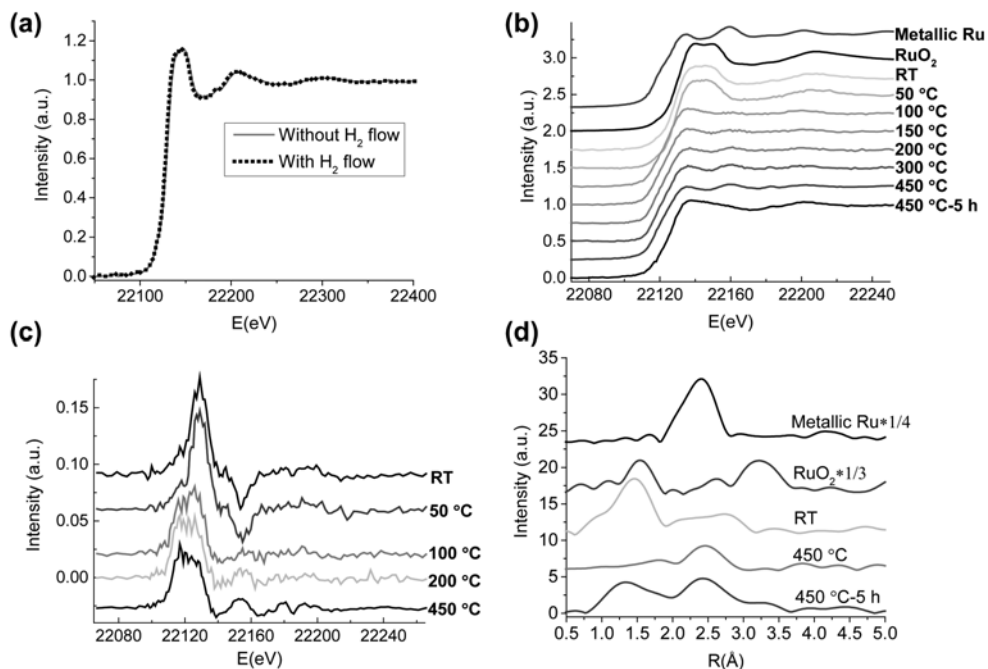 (a)
1.2
1.0
0.8
0.6
0.4
0.2
0.0
Intensity (a.u.)
Without H₂ flow
With H₂ flow
22100 22200 22300 22400
E(eV)
(b)
3.0
2.5
2.0
1.5
1.0
0.5
0.0
Intensity (a.u.)
Metallic Ru
RuO₂
RT
50 °C
100 °C
150 °C
200 °C
300 °C
450 °C
450 °C-5 h
22080 22120 22160 22200 22240
E(eV)
(c)
0.15
0.10
0.05
0.00
Intensity (a.u.)
RT
50 °C
100 °C
200 °C
450 °C
22080 22120 22160 22200 22240
E(eV)
(d)
35
30
25
20
15
10
5
0
Intensity (a.u.)
Metallic Ru*1/4
RuO₂*1/3
RT
450 °C
450 °C-5 h
0.5 1.0 1.5 2.0 2.5 3.0 3.5 4.0 4.5 5.0
R(Å)